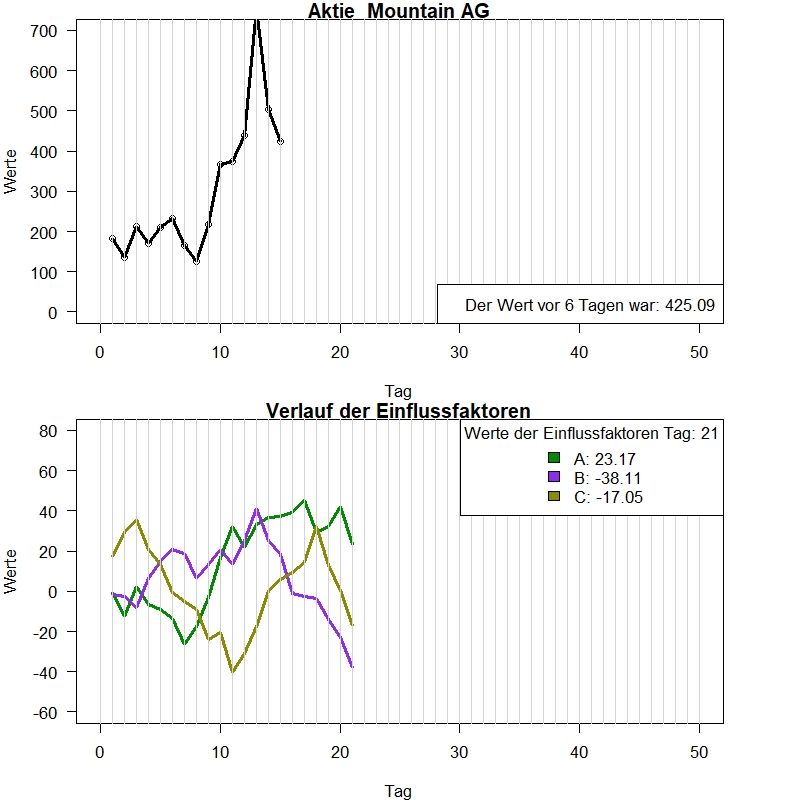 Aktie  Mountain AG
Werte
700
600
500
400
300
200
100
0
Der Wert vor 6 Tagen war: 425.09
0 10 20 30 40 50
Tag
Verlauf der Einflussfaktoren
Werte
80
60
40
20
0
-20
-40
-60
Werte der Einflussfaktoren Tag: 21
A: 23.17
B: -38.11
C: -17.05
0 10 20 30 40 50
Tag